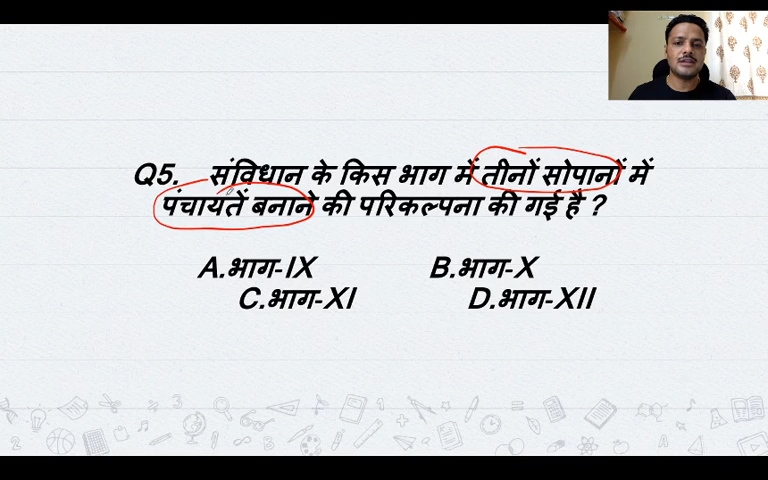 Q5. संविधान के किस भाग में तीनों सोपानों में
पंचायतें बनाने की परिकल्पना की गई है ?
A.भाग-IX B.भाग-X
C.भाग-XI D.भाग-XII